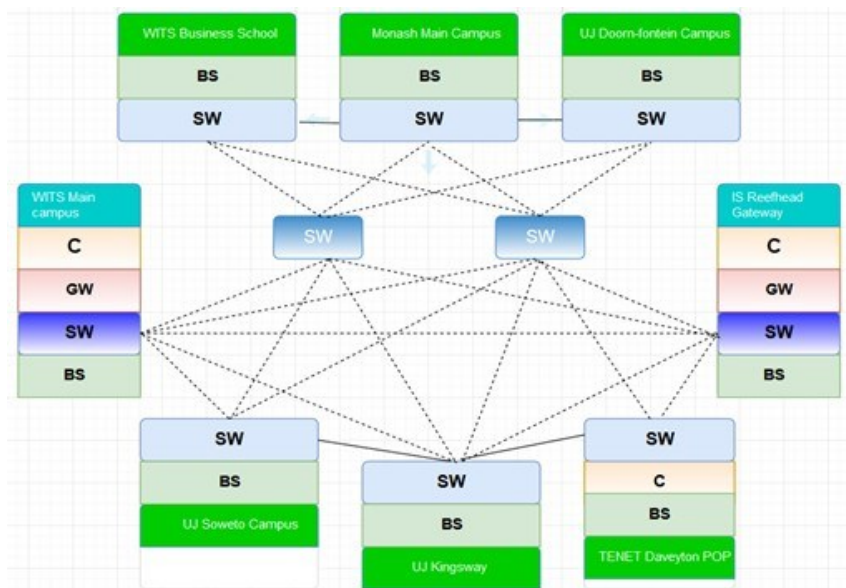 WITS Business School
Monash Main Campus
UJ Doorn-fontein Campus
BS
BS
BS
SW
SW
SW
WITS Main
campus
IS Reefhead
Gateway
SW
SW
C
C
GW
GW
SW
SW
BS
BS
SW
SW
BS
SW
C
UJ Soweto Campus
BS
BS
UJ Kingsway
TENET Daveyton POP